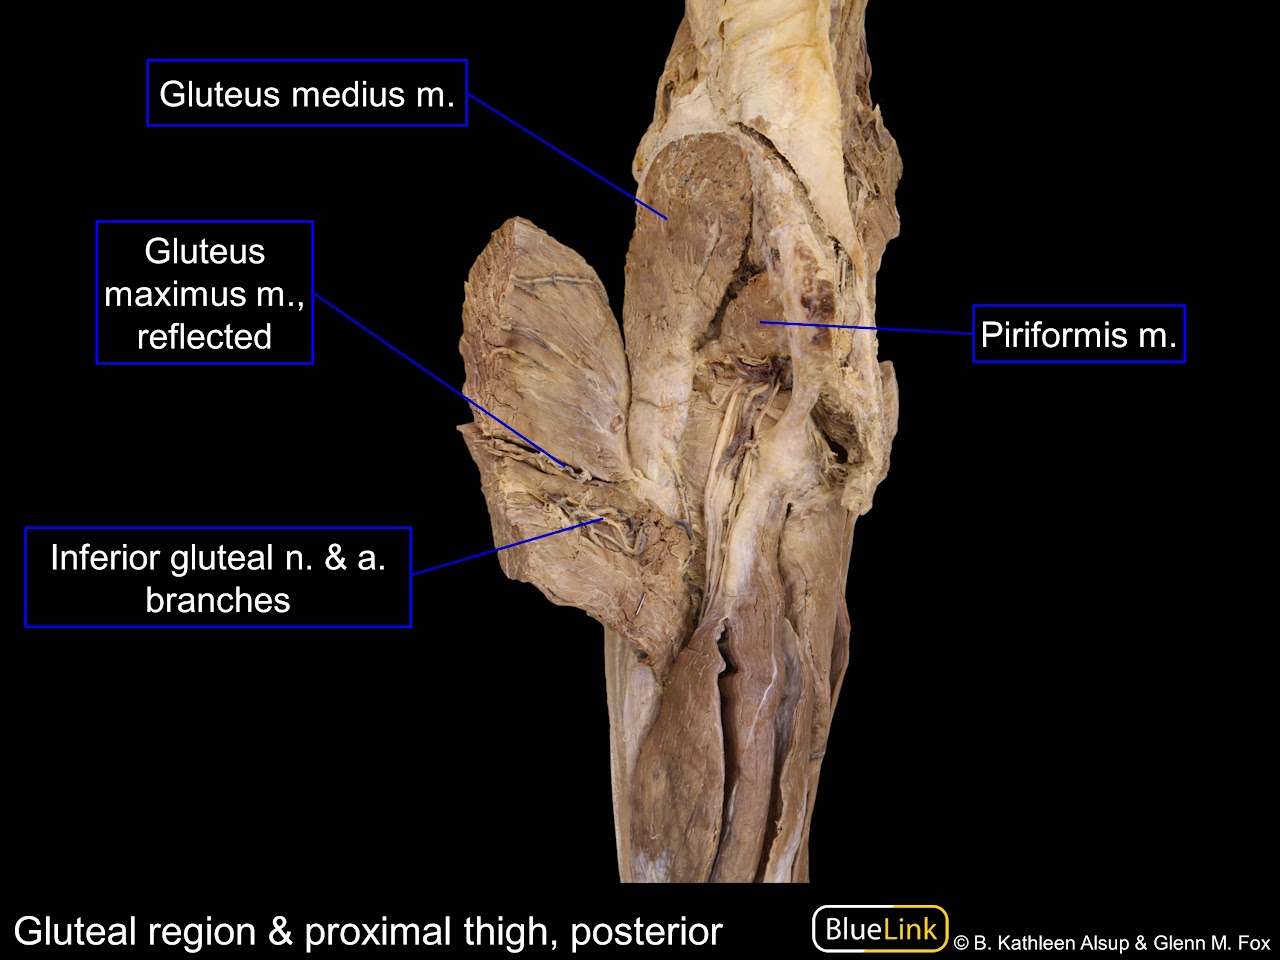 Gluteus medius m.
Gluteus
maximus m.,
reflected
Piriformis m.
Inferior gluteal n. & a.
branches
Gluteal region & proximal thigh, posterior
BlueLink
© B. Kathleen Alsup & Glenn M. Fox